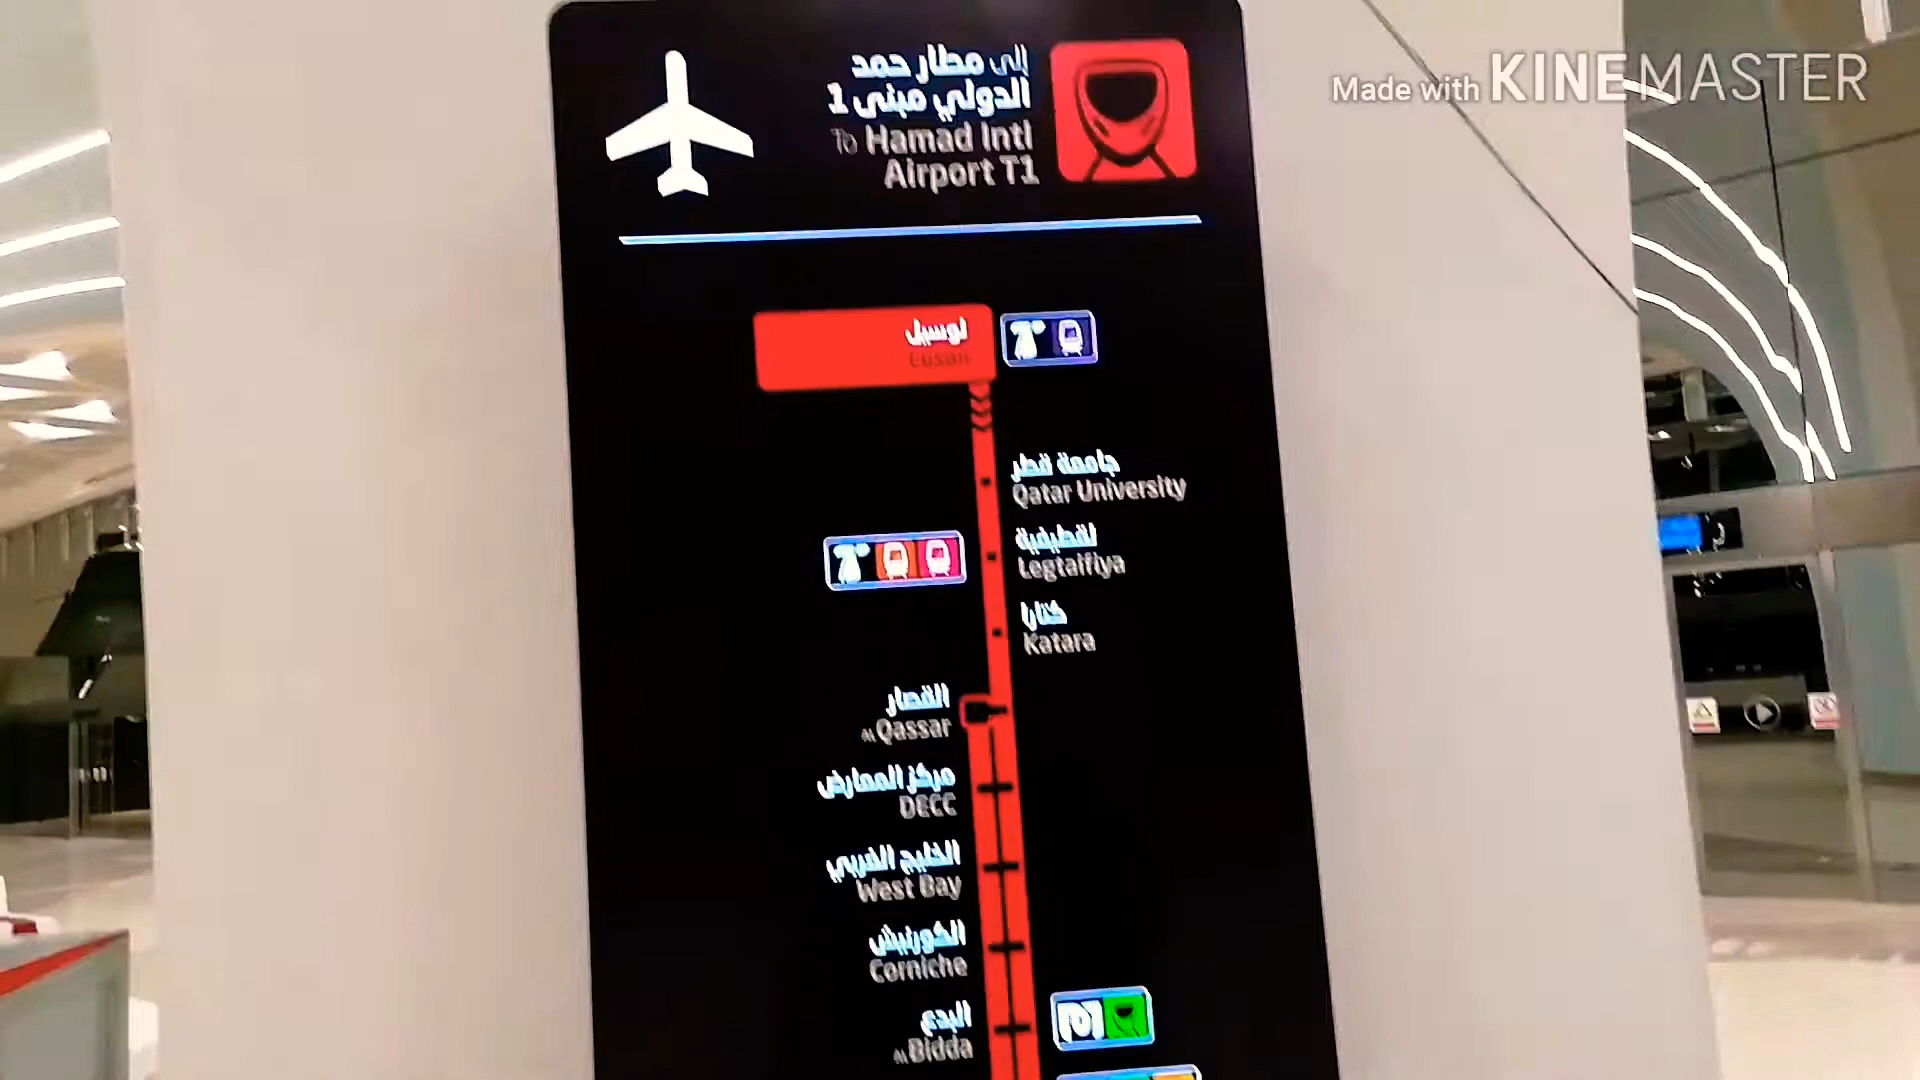 إلى مطار حمد
الدولي مبنى 1
To Hamad Intl
Airport T1
لوسيل
Lusail
جامعة قطر
Qatar University
لقطيفية
Legtaifiya
كتارا
Katara
القصار
Al Qassar
مركز المعارض
DECC
الخليج الغربي
West Bay
الكورنيش
Corniche
البدع
Al Bidda
Made with KINEMASTER